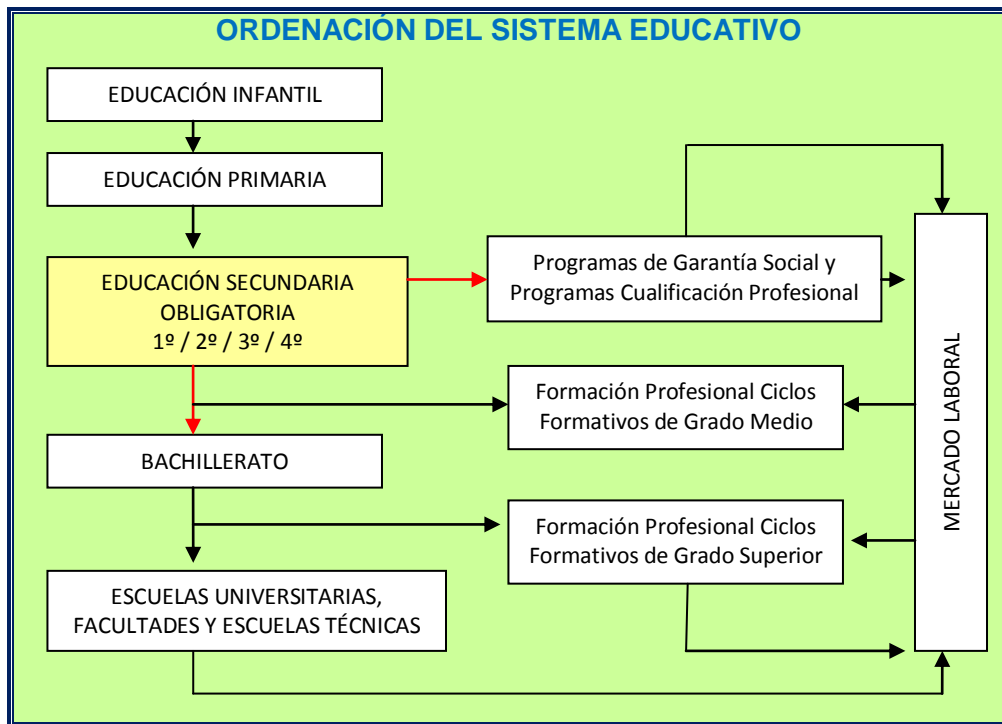 ORDENACIÓN DEL SISTEMA EDUCATIVO
EDUCACIÓN INFANTIL
EDUCACIÓN PRIMARIA
EDUCACIÓN SECUNDARIA
OBLIGATORIA
1º / 2º / 3º / 4º
Programas de Garantía Social y
Programas Cualificación Profesional
Formación Profesional Ciclos
Formativos de Grado Medio
BACHILLERATO
Formación Profesional Ciclos
Formativos de Grado Superior
ESCUELAS UNIVERSITARIAS,
FACULTADES Y ESCUELAS TÉCNICAS
MERCADO LABORAL